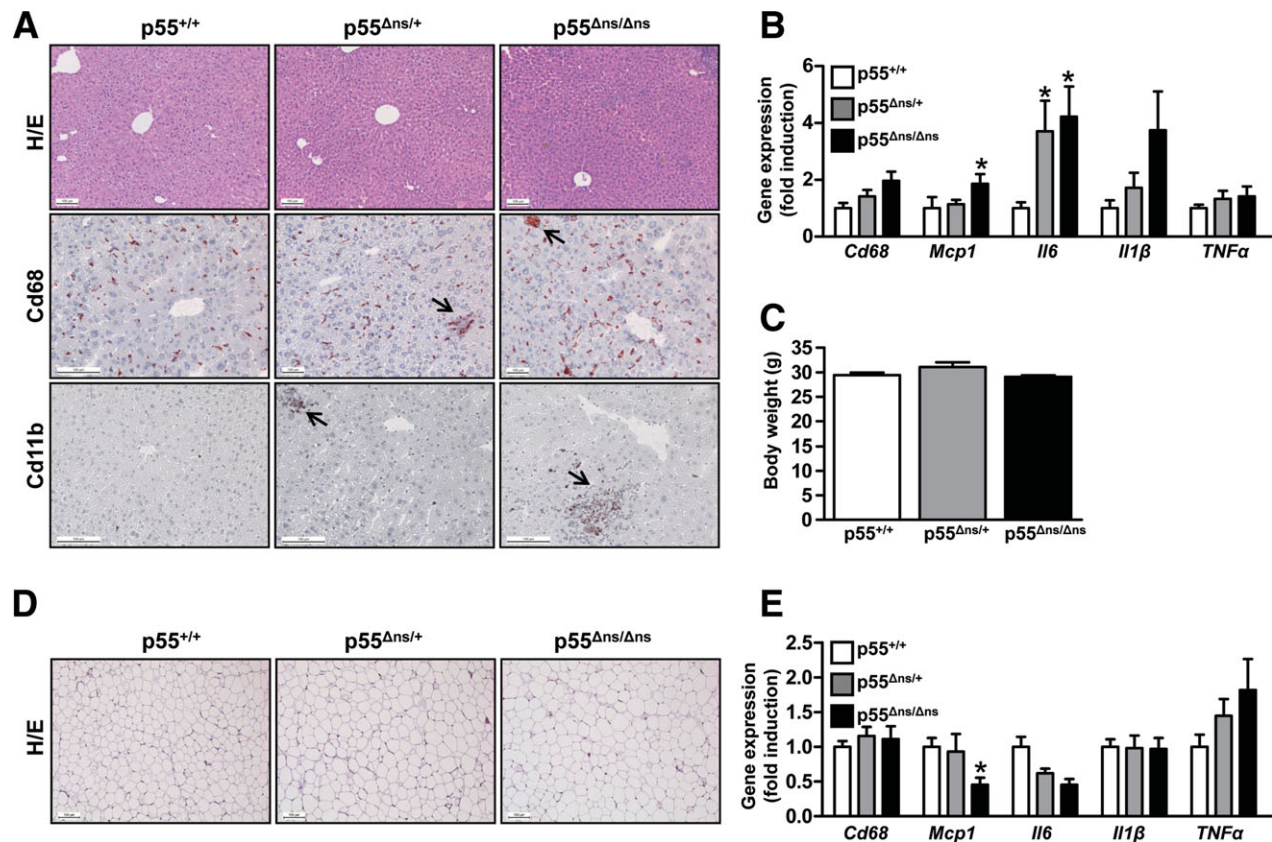 A
p55+/+ p55Δns/+ p55Δns/Δns
H/E
Cd68
Cd11b
B
Gene expression
(fold induction)
8
6
4
2
0
p55+/+
p55Δns/+
p55Δns/Δns
* * *
Cd68 Mcp1 Il6 Il1β TNFα
C
Body weight (g)
35
30
25
20
15
10
5
0
p55+/+ p55Δns/+ p55Δns/Δns
D
p55+/+ p55Δns/+ p55Δns/Δns
H/E
E
Gene expression
(fold induction)
2.5
2.0
1.5
1.0
0.5
0.0
p55+/+
p55Δns/+
p55Δns/Δns
*
Cd68 Mcp1 Il6 Il1β TNFα